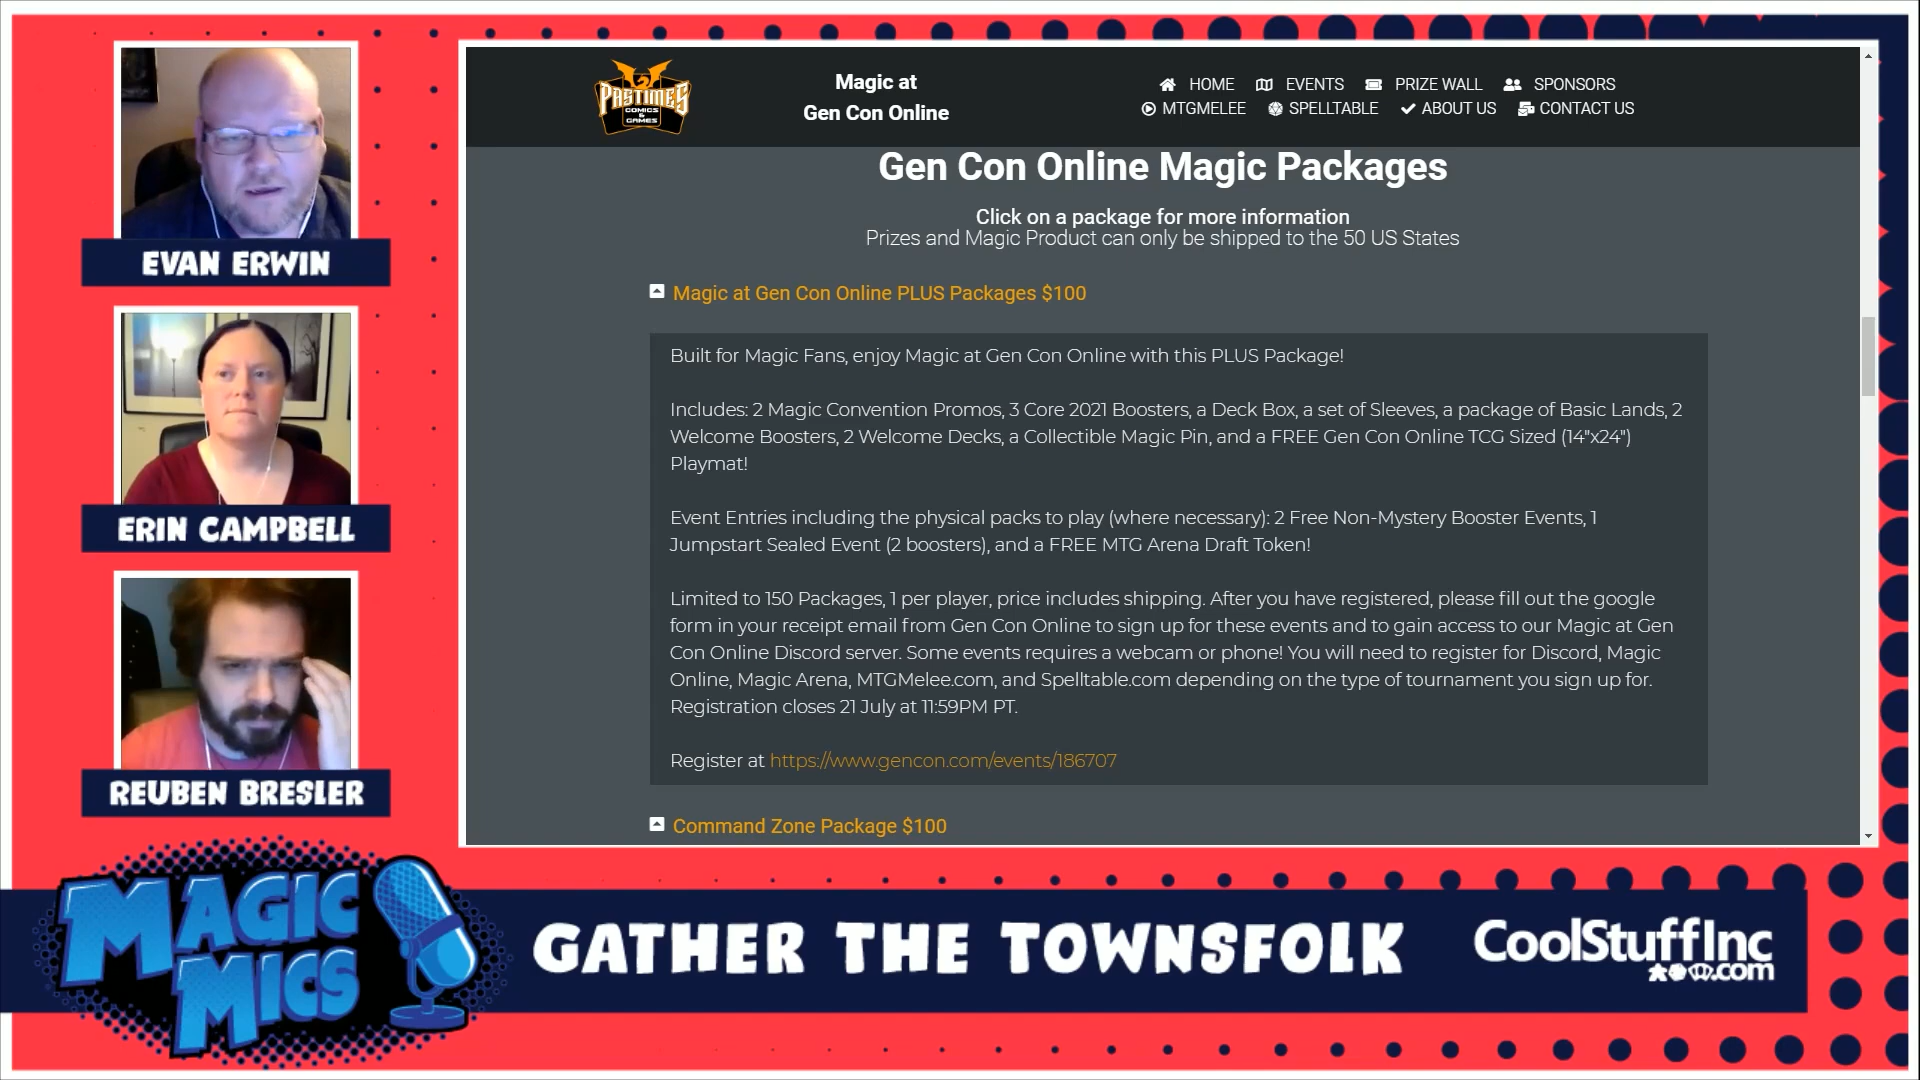 EVAN ERWIN
ERIN CAMPBELL
REUBEN BRESLER
PASTIMES
COMICS
&
GAMES
Magic at
Gen Con Online
HOME EVENTS PRIZE WALL SPONSORS
MTGMELEE SPELLTABLE ABOUT US CONTACT US
Gen Con Online Magic Packages
Click on a package for more information
Prizes and Magic Product can only be shipped to the 50 US States
Magic at Gen Con Online PLUS Packages $100
Built for Magic Fans, enjoy Magic at Gen Con Online with this PLUS Package!
Includes: 2 Magic Convention Promos, 3 Core 2021 Boosters, a Deck Box, a set of Sleeves, a package of Basic Lands, 2
Welcome Boosters, 2 Welcome Decks, a Collectible Magic Pin, and a FREE Gen Con Online TCG Sized (14"x24")
Playmat!
Event Entries including the physical packs to play (where necessary): 2 Free Non-Mystery Booster Events, 1
Jumpstart Sealed Event (2 boosters), and a FREE MTG Arena Draft Token!
Limited to 150 Packages, 1 per player, price includes shipping. After you have registered, please fill out the google
form in your receipt email from Gen Con Online to sign up for these events and to gain access to our Magic at Gen
Con Online Discord server. Some events requires a webcam or phone! You will need to register for Discord, Magic
Online, Magic Arena, MTGMelee.com, and Spelltable.com depending on the type of tournament you sign up for.
Registration closes 21 July at 11:59PM PT.
Register at https://www.gencon.com/events/186707
Command Zone Package $100
MAGIC
MICS
GATHER THE TOWNSFOLK
CoolStuffInc
.com